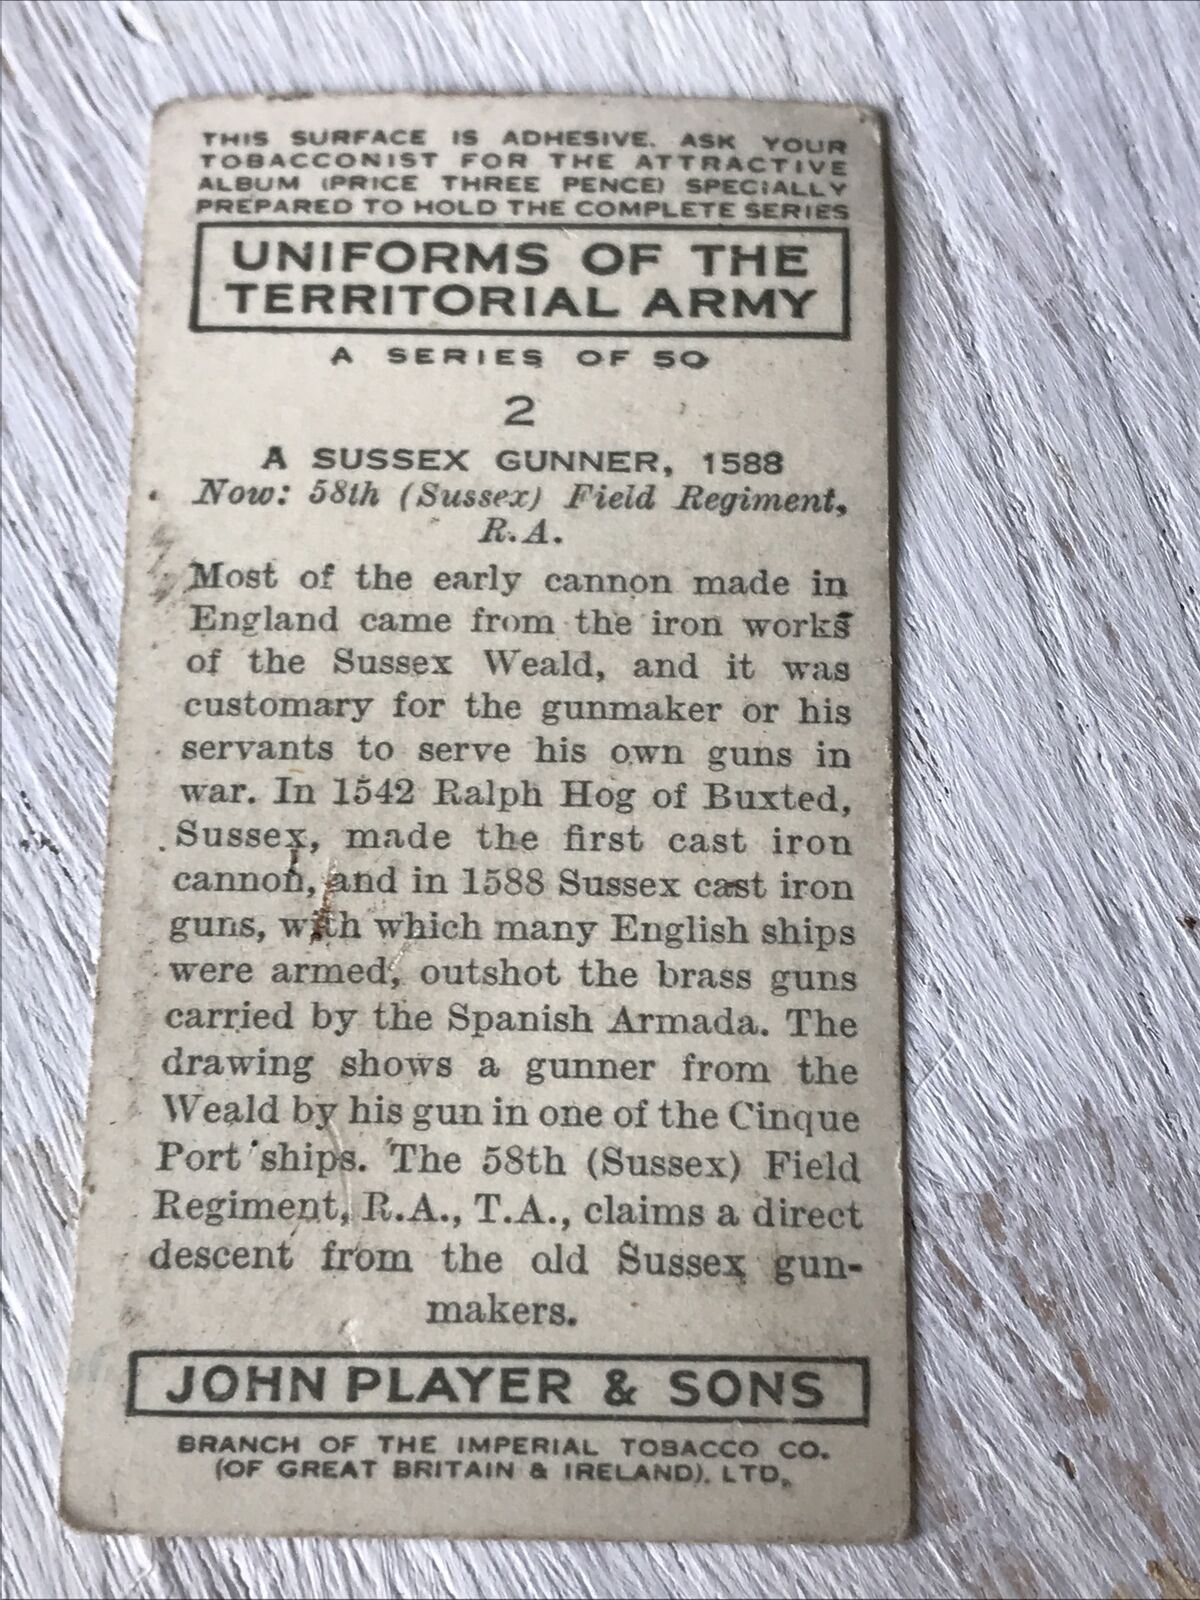 THIS SURFACE IS ADHESIVE. ASK YOUR
TOBACCONIST FOR THE ATTRACTIVE
ALBUM (PRICE THREE PENCE) SPECIALLY
PREPARED TO HOLD THE COMPLETE SERIES
UNIFORMS OF THE
TERRITORIAL ARMY
A SERIES OF 50
2
A SUSSEX GUNNER, 1588
Now: 58th (Sussex) Field Regiment,
R.A.
Most of the early cannon made in
England came from the iron works
of the Sussex Weald, and it was
customary for the gunmaker or his
servants to serve his own guns in
war. In 1542 Ralph Hog of Buxted,
Sussex, made the first cast iron
cannon, and in 1588 Sussex cast iron
guns, with which many English ships
were armed, outshot the brass guns
carried by the Spanish Armada. The
drawing shows a gunner from the
Weald by his gun in one of the Cinque
Port ships. The 58th (Sussex) Field
Regiment, R.A., T.A., claims a direct
descent from the old Sussex gun-
makers.
JOHN PLAYER & SONS
BRANCH OF THE IMPERIAL TOBACCO CO.
(OF GREAT BRITAIN & IRELAND), LTD.